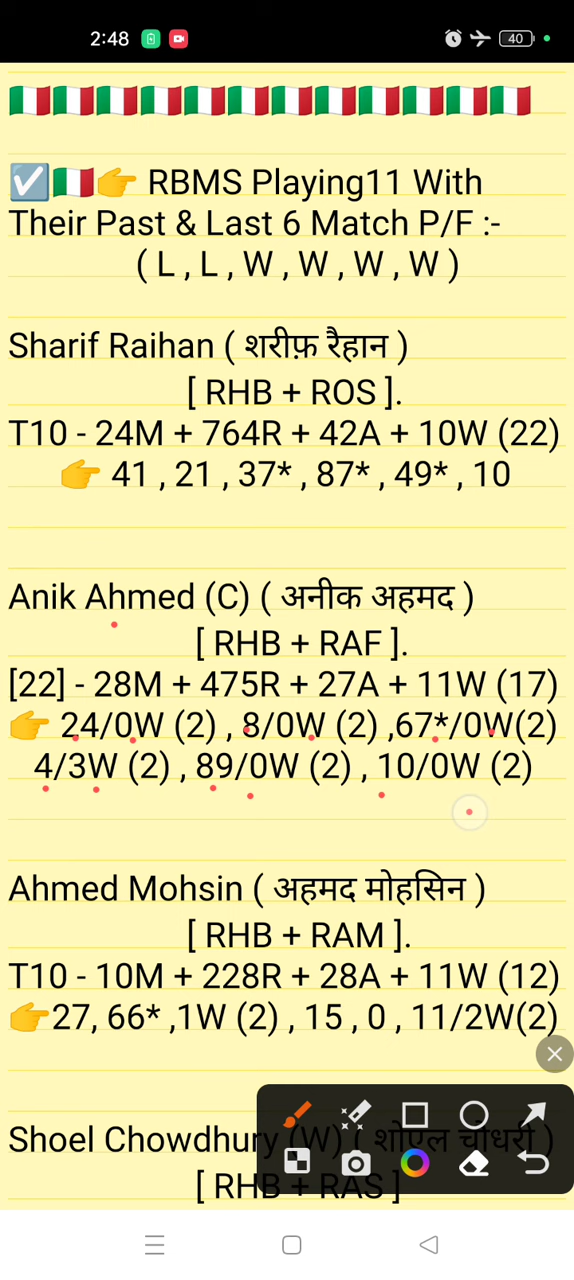 2:48
40
RBMS Playing11 With
Their Past & Last 6 Match P/F :-
( L , L , W , W , W , W )
Sharif Raihan ( शरीफ़ रैहान )
[ RHB + ROS ].
T10 - 24M + 764R + 42A + 10W (22)
👉 41 , 21 , 37* , 87* , 49* , 10
Anik Ahmed (C) ( अनीक अहमद )
[ RHB + RAF ].
[22] - 28M + 475R + 27A + 11W (17)
👉 24/0W (2) , 8/0W (2) ,67*/0W(2)
4/3W (2) , 89/0W (2) , 10/0W (2)
Ahmed Mohsin ( अहमद मोहसिन )
[ RHB + RAM ].
T10 - 10M + 228R + 28A + 11W (12)
👉27, 66* ,1W (2) , 15 , 0 , 11/2W(2)
Shoel Chowdhury (W) ( शोएल चौधरी )
[ RHB + RAS ]